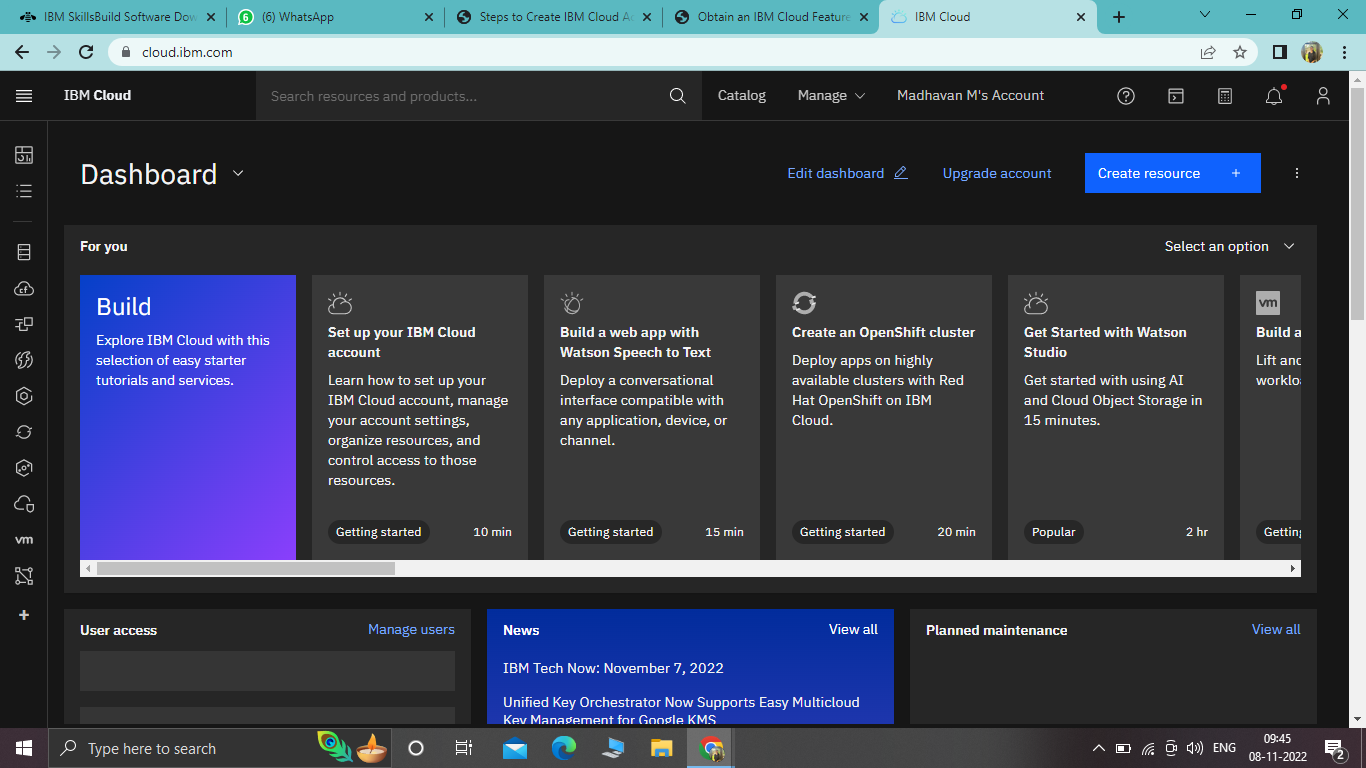 IBM SkillsBuild Software Dow
(6) WhatsApp
Steps to Create IBM Cloud Ac
Obtain an IBM Cloud Feature
IBM Cloud
cloud.ibm.com
IBM Cloud
Search resources and products...
Catalog
Manage
Madhavan M's Account
Dashboard
Edit dashboard
Upgrade account
Create resource +
For you
Select an option
Build
Explore IBM Cloud with this
selection of easy starter
tutorials and services.
Set up your IBM Cloud
account
Learn how to set up your
IBM Cloud account, manage
your account settings,
organize resources, and
control access to those
resources.
Getting started
10 min
Build a web app with
Watson Speech to Text
Deploy a conversational
interface compatible with
any application, device, or
channel.
Getting started
15 min
Create an OpenShift cluster
Deploy apps on highly
available clusters with Red
Hat OpenShift on IBM
Cloud.
Getting started
20 min
Get Started with Watson
Studio
Get started with using AI
and Cloud Object Storage in
15 minutes.
Popular
2 hr
vm
Build a
Lift and
workloa
Getting
vm
User access
Manage users
News
View all
IBM Tech Now: November 7, 2022
Unified Key Orchestrator Now Supports Easy Multicloud
Key Management for Google KMS
Planned maintenance
View all
Type here to search
ENG
09:45
08-11-2022
2